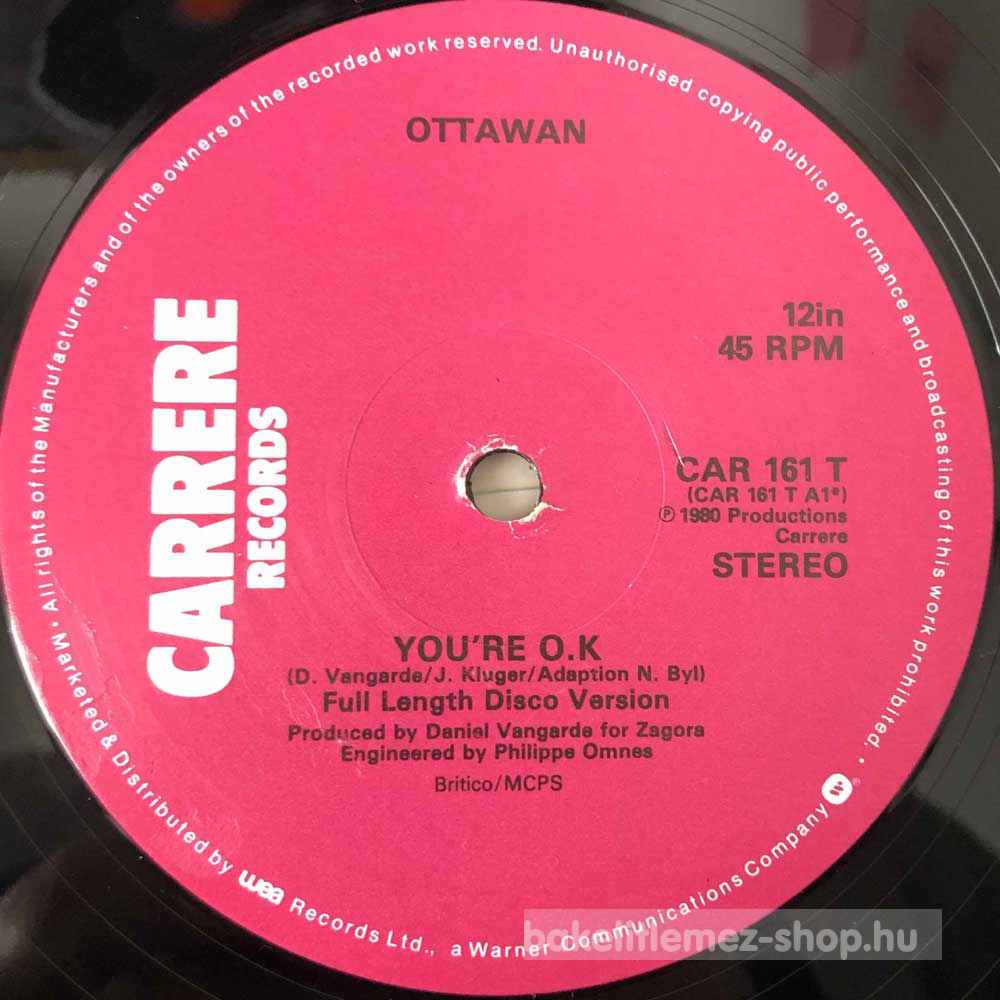 OTTAWAN
12in
45 RPM
CARRERE
RECORDS
CAR 161 T
(CAR 161 T A1*)
℗ 1980 Productions
Carrere
STEREO
YOU'RE O.K
(D. Vangarde/J. Kluger/Adaption N. Byl)
Full Length Disco Version
Produced by Daniel Vangarde for Zagora
Engineered by Philippe Omnes
Britico/MCPS
• All rights of the Manufacturers and of the owners of the recorded work reserved. Unauthorised copying public performance and broadcasting of this work prohibited. •
Marketed & Distributed by wea Records Ltd., a Warner Communications Company ®
bakelitlemez-shop.hu